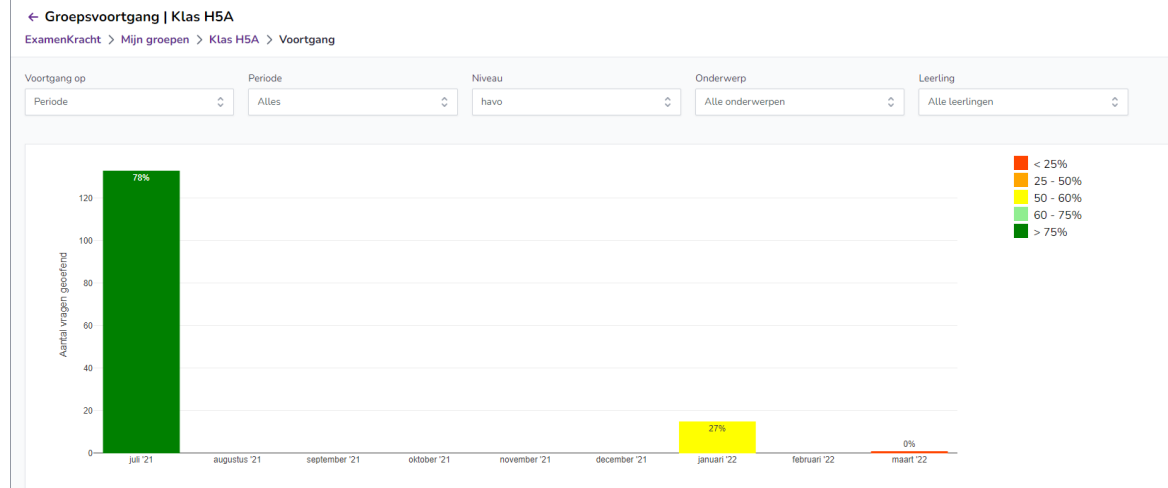 ← Groepsvoortgang | Klas H5A
ExamenKracht > Mijn groepen > Klas H5A > Voortgang
Voortgang op Periode Niveau Onderwerp Leerling
Periode Alles havo Alle onderwerpen Alle leerlingen
< 25%
25 - 50%
50 - 60%
60 - 75%
> 75%
Aantal vragen geoefend
120
100
80
60
40
20
0
78%
27%
0%
juli '21 augustus '21 september '21 oktober '21 november '21 december '21 januari '22 februari '22 maart '22